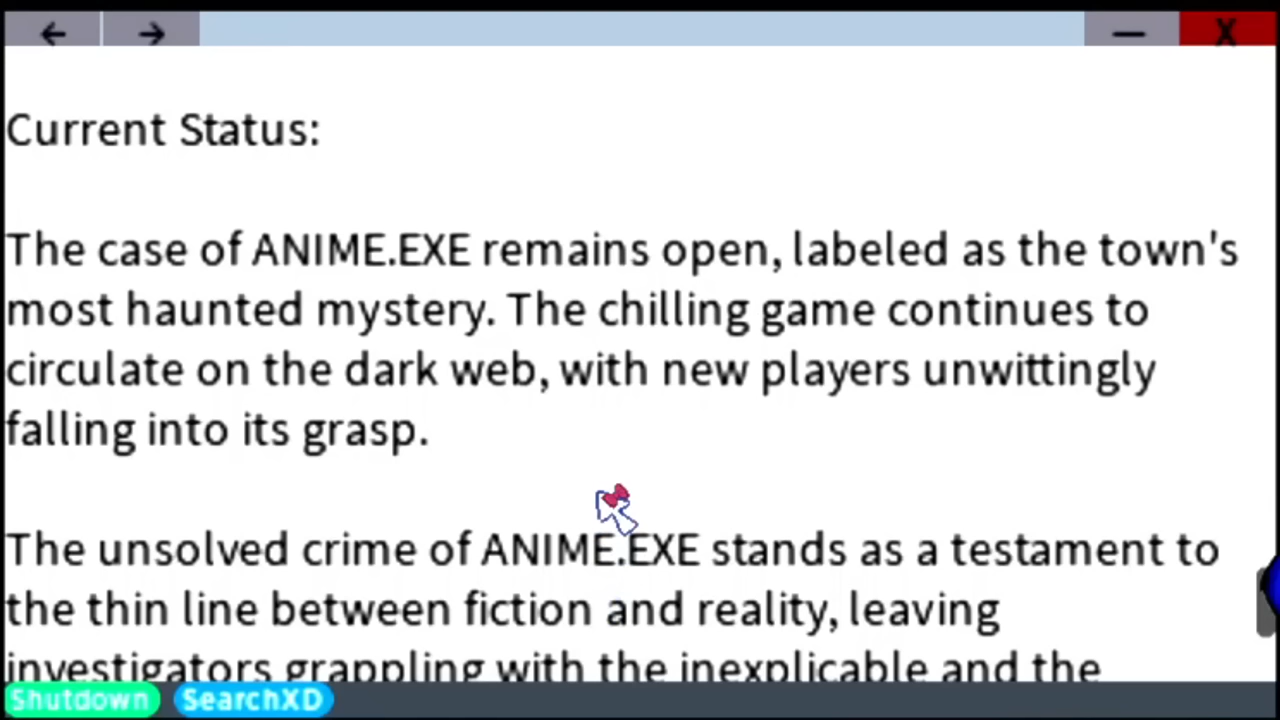 X
Current Status:
The case of ANIME.EXE remains open, labeled as the town's
most haunted mystery. The chilling game continues to
circulate on the dark web, with new players unwittingly
falling into its grasp.
The unsolved crime of ANIME.EXE stands as a testament to
the thin line between fiction and reality, leaving
investigators grappling with the inexplicable and the
Shutdown SearchXD